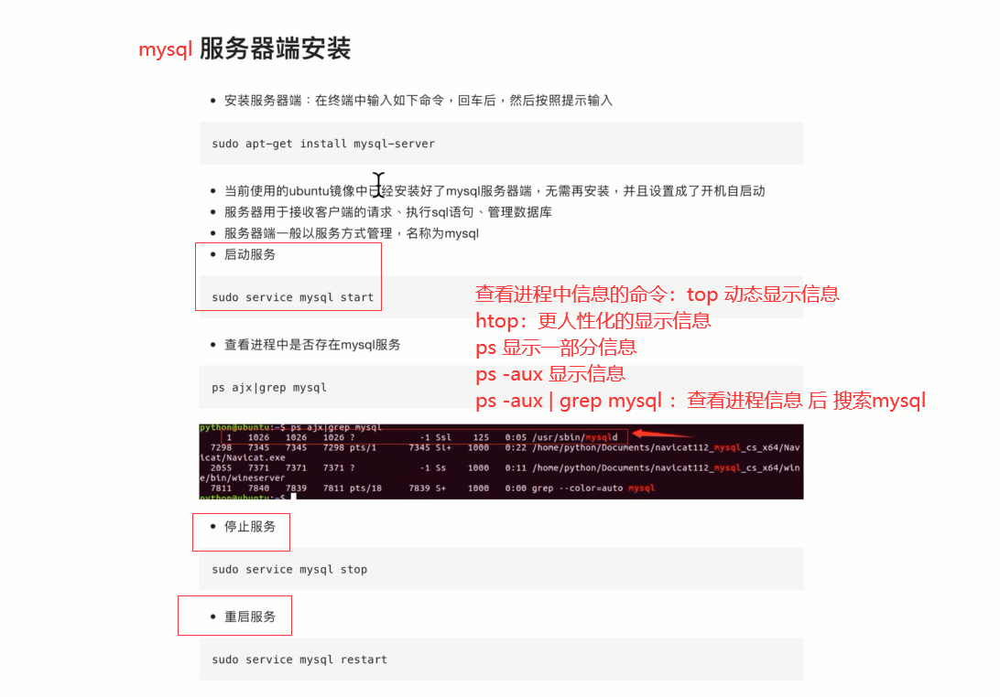 mysql 服务器端安装
安装服务器端：在终端中输入如下命令，回车后，然后按照提示输入
sudo apt-get install mysql-server
当前使用的ubuntu镜像中已经安装好了mysql服务器端，无需再安装，并且设置成了开机自启动
服务器用于接收客户端的请求、执行sql语句、管理数据库
服务器端一般以服务方式管理，名称为mysql
启动服务
sudo service mysql start
查看进程中信息的命令：top 动态显示信息
htop：更人性化的显示信息
ps 显示一部分信息
ps -aux 显示信息
ps -aux | grep mysql ：查看进程信息 后 搜索mysql
查看进程中是否存在mysql服务
ps ajx|grep mysql
python@ubuntu:~$ ps ajx|grep mysql
1 1026 1026 1026 ? -1 Ssl 125 0:05 /usr/sbin/mysqld
7298 7345 7345 7298 pts/1 7345 Sl+ 1000 0:22 /home/python/Documents/navicat112_mysql_cs_x64/Nav
icat/Navicat.exe
2055 7371 7371 7371 ? -1 Ss 1000 0:11 /home/python/Documents/navicat112_mysql_cs_x64/win
e/bin/wineserver
7811 7840 7839 7811 pts/18 7839 S+ 1000 0:00 grep --color=auto mysql
python@ubuntu:~$
停止服务
sudo service mysql stop
重启服务
sudo service mysql restart